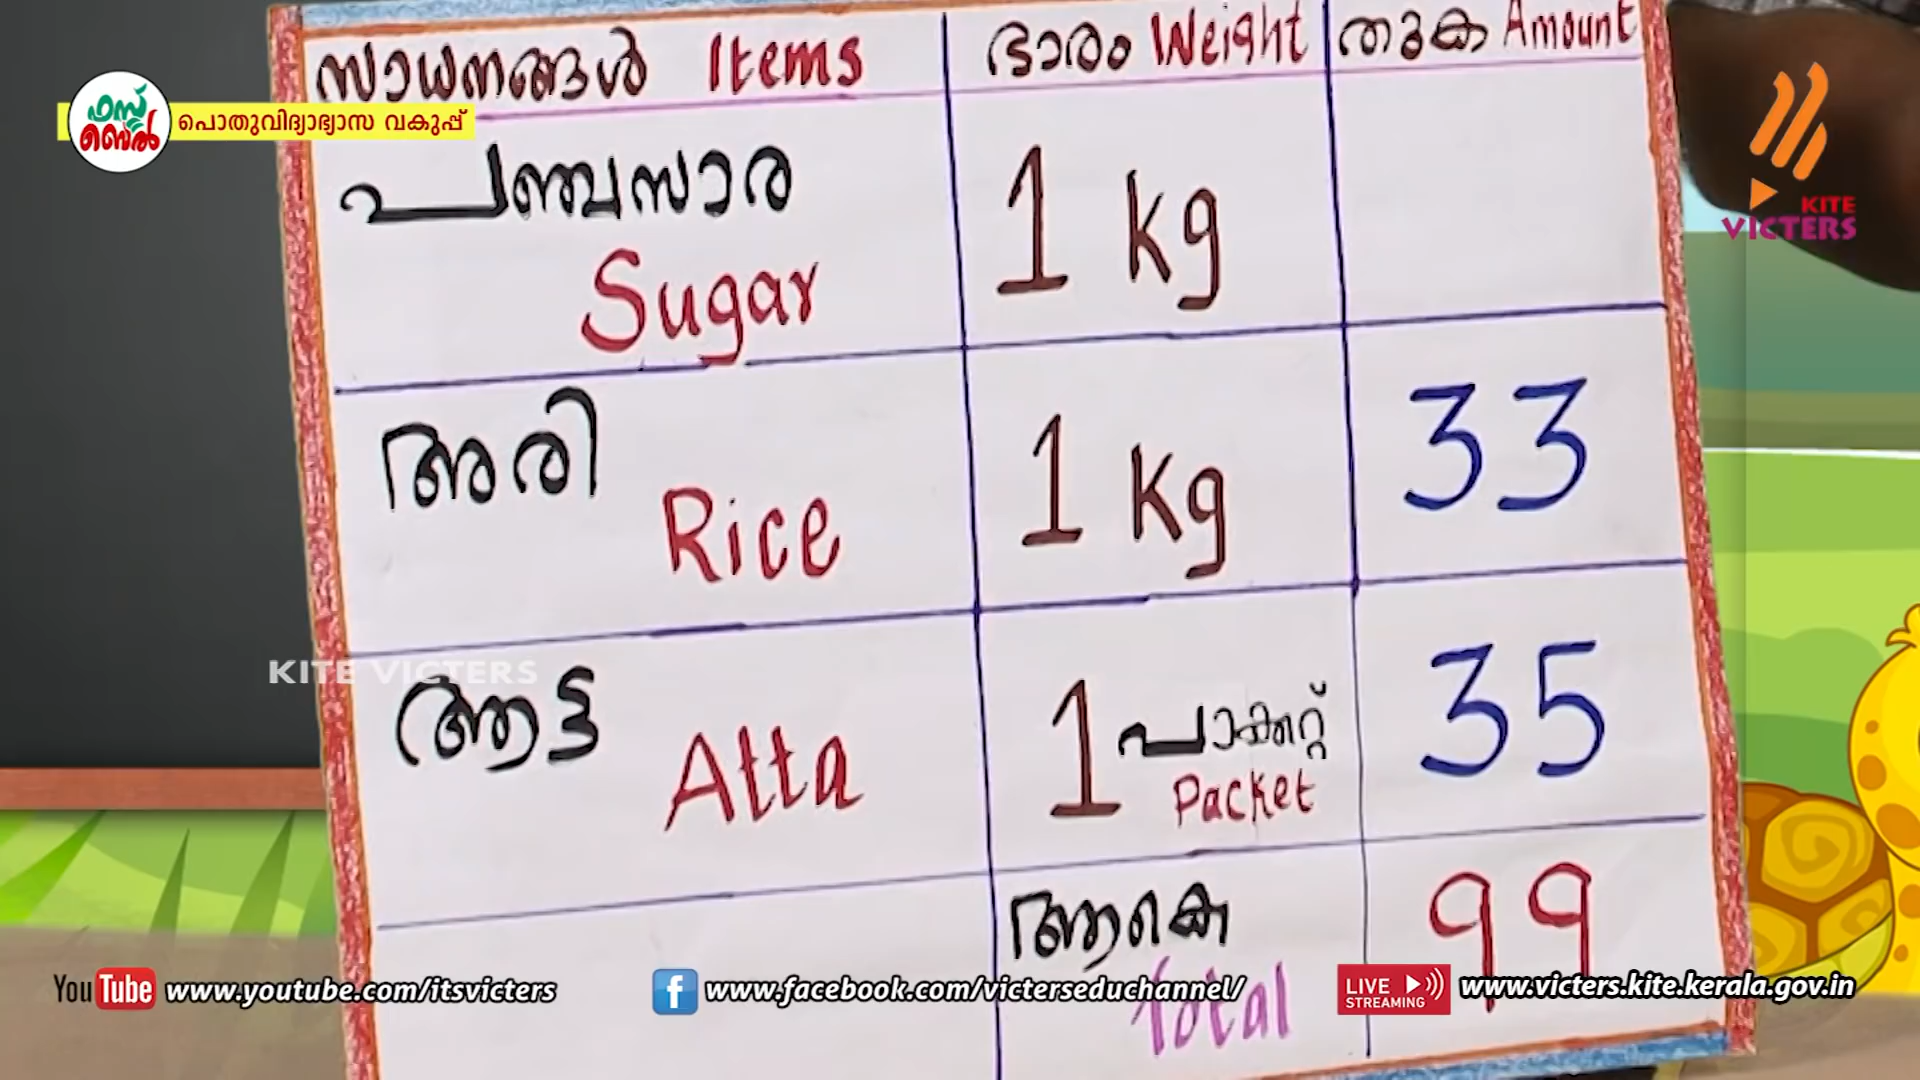 സാധനങ്ങൾ Items ഭാരം Weight തുക Amount
ഫസ്റ്റ് ബെൽ
പൊതുവിദ്യാഭ്യാസ വകുപ്പ്
KITE
VICTERS
പഞ്ചസാര
Sugar
1 kg
അരി
Rice
1 kg
33
KITE VICTERS
ആട്ട
Atta
1 പാക്കറ്റ്
Packet
35
ആകെ
Total
99
YouTube www.youtube.com/itsvicters
f www.facebook.com/victerseduchannel/
LIVE STREAMING www.victers.kite.kerala.gov.in